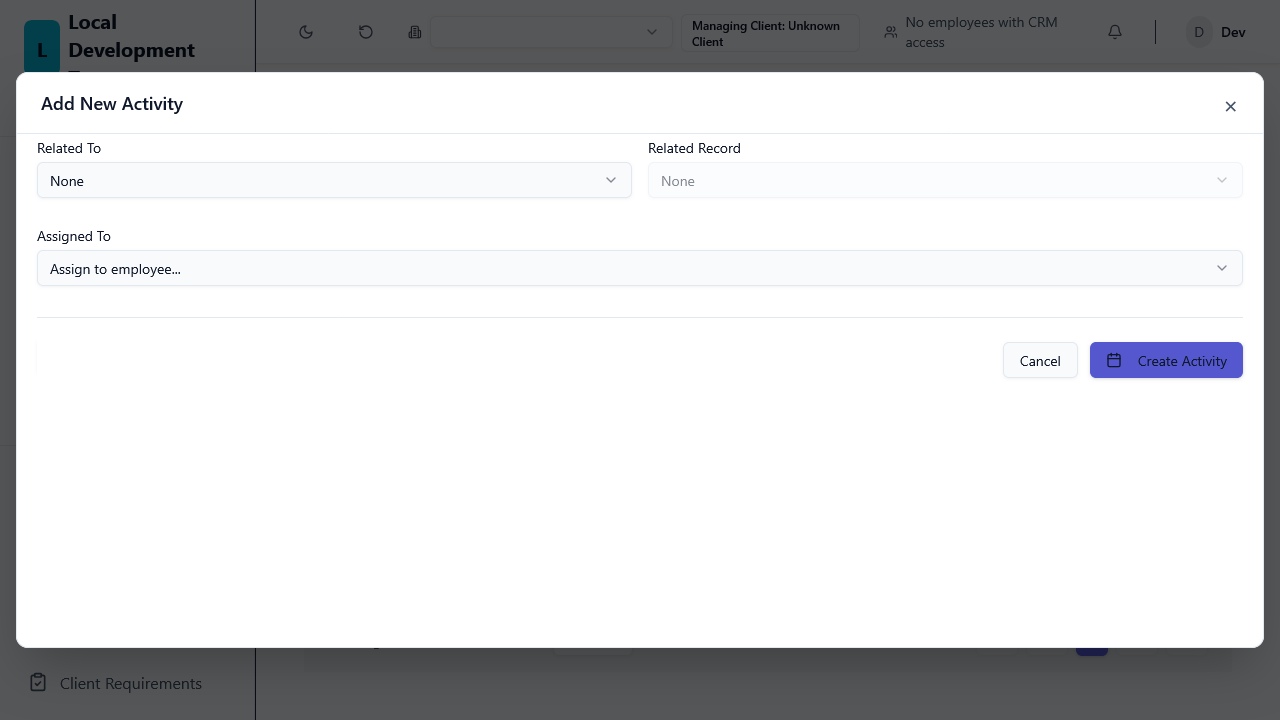 Local
Development
L
Managing Client: Unknown
Client
No employees with CRM
access
D
Dev
Add New Activity
Related To
Related Record
None
None
Assigned To
Assign to employee...
Cancel
Create Activity
Client Requirements